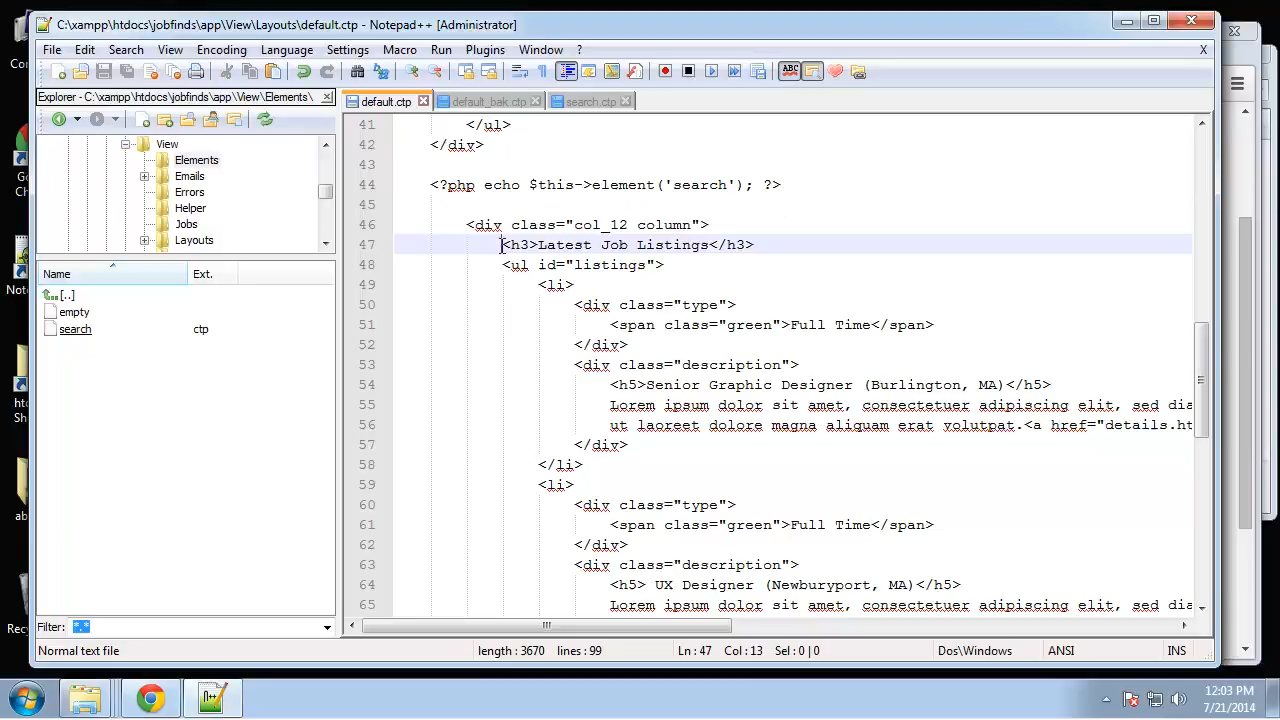 C:\xampp\htdocs\jobfinds\app\View\Layouts\default.ctp - Notepad++ [Administrator]
File Edit Search View Encoding Language Settings Macro Run Plugins Window ? X
Explorer - C:\xampp\htdocs\jobfinds\app\View\Elements\
View
Elements
Emails
Errors
Helper
Jobs
Layouts
Name Ext.
[..]
empty
search ctp
Filter: *.*
default.ctp default_bak.ctp search.ctp
41 </ul>
42 </div>
43
44 <?php echo $this->element('search'); ?>
45
46 <div class="col_12 column">
47 <h3>Latest Job Listings</h3>
48 <ul id="listings">
49 <li>
50 <div class="type">
51 <span class="green">Full Time</span>
52 </div>
53 <div class="description">
54 <h5>Senior Graphic Designer (Burlington, MA)</h5>
55 Lorem ipsum dolor sit amet, consectetuer adipiscing elit, sed dia
56 ut laoreet dolore magna aliquam erat volutpat.<a href="details.ht
57 </div>
58 </li>
59 <li>
60 <div class="type">
61 <span class="green">Full Time</span>
62 </div>
63 <div class="description">
64 <h5> UX Designer (Newburyport, MA)</h5>
65 Lorem ipsum dolor sit amet, consectetuer adipiscing elit, sed dia
Normal text file length : 3670 lines : 99 Ln : 47 Col : 13 Sel : 0 | 0 Dos\Windows ANSI INS
12:03 PM
7/21/2014